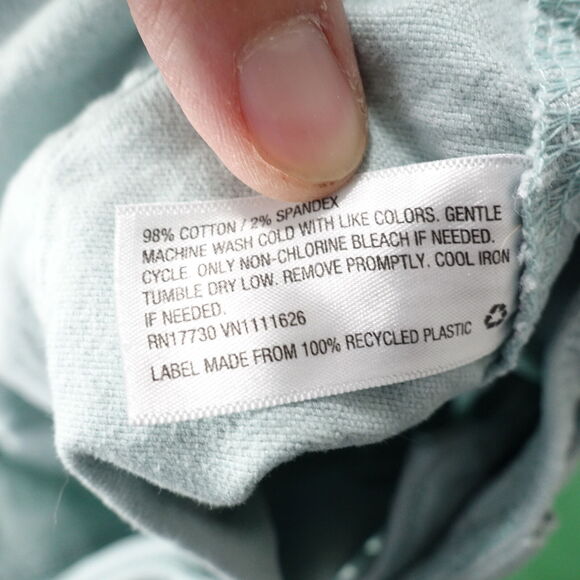 98% COTTON / 2% SPANDEX
MACHINE WASH COLD WITH LIKE COLORS. GENTLE
CYCLE ONLY NON-CHLORINE BLEACH IF NEEDED.
TUMBLE DRY LOW. REMOVE PROMPTLY. COOL IRON
IF NEEDED.
RN17730 VN1111626
LABEL MADE FROM 100% RECYCLED PLASTIC